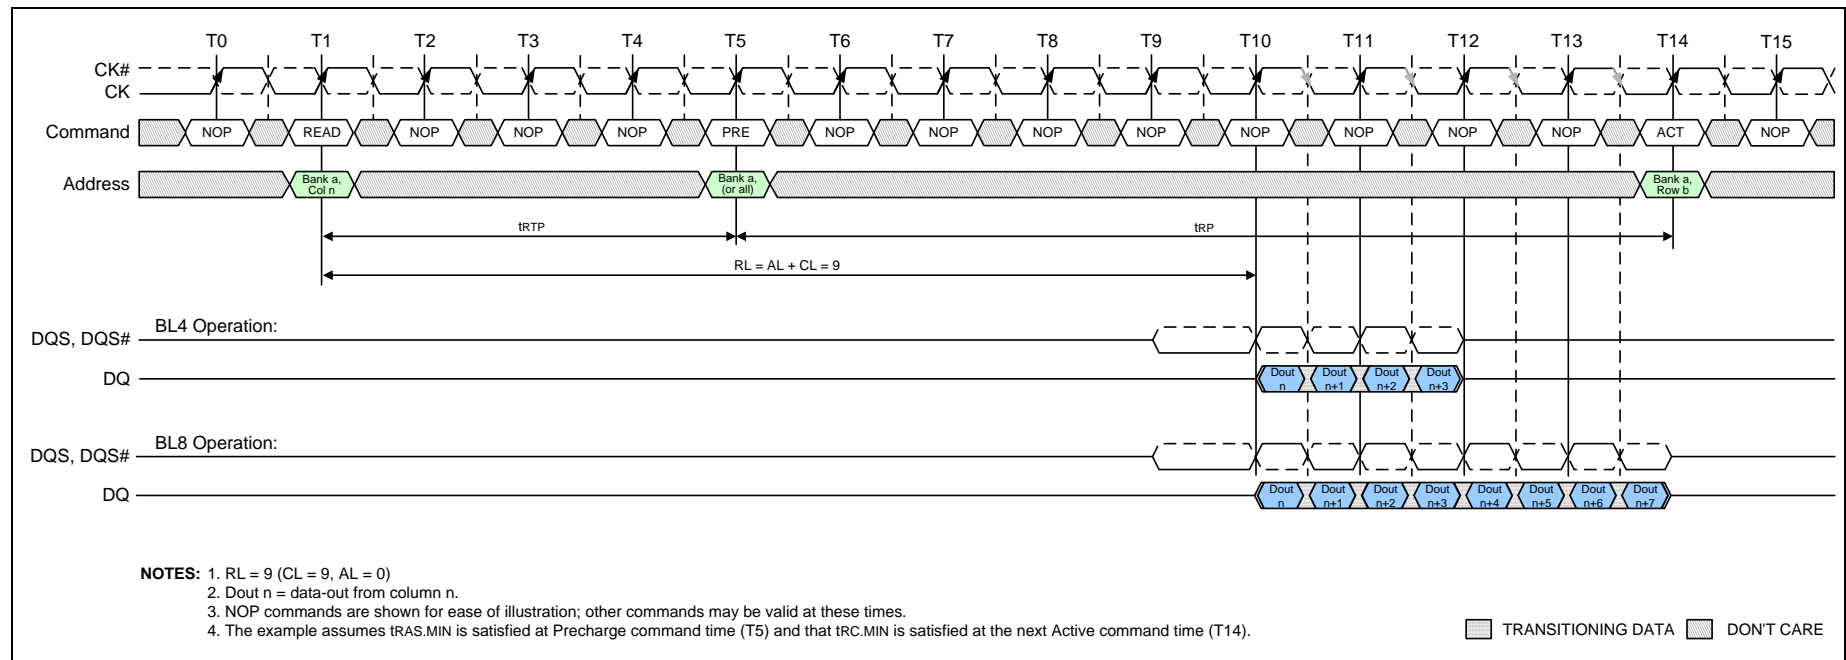 T0 T1 T2 T3 T4 T5 T6 T7 T8 T9 T10 T11 T12 T13 T14 T15
CK#
CK
Command NOP READ NOP NOP NOP PRE NOP NOP NOP NOP NOP NOP NOP NOP ACT NOP
Address Bank a, Col n Bank a, (or all) Bank a, Row b
tRTP tRP
RL = AL + CL = 9
BL4 Operation:
DQS, DQS#
DQ Dout n Dout n+1 Dout n+2 Dout n+3
BL8 Operation:
DQS, DQS#
DQ Dout n Dout n+1 Dout n+2 Dout n+3 Dout n+4 Dout n+5 Dout n+6 Dout n+7
NOTES: 1. RL = 9 (CL = 9, AL = 0)
2. Dout n = data-out from column n.
3. NOP commands are shown for ease of illustration; other commands may be valid at these times.
4. The example assumes tRAS.MIN is satisfied at Precharge command time (T5) and that tRC.MIN is satisfied at the next Active command time (T14).
TRANSITIONING DATA DON'T CARE